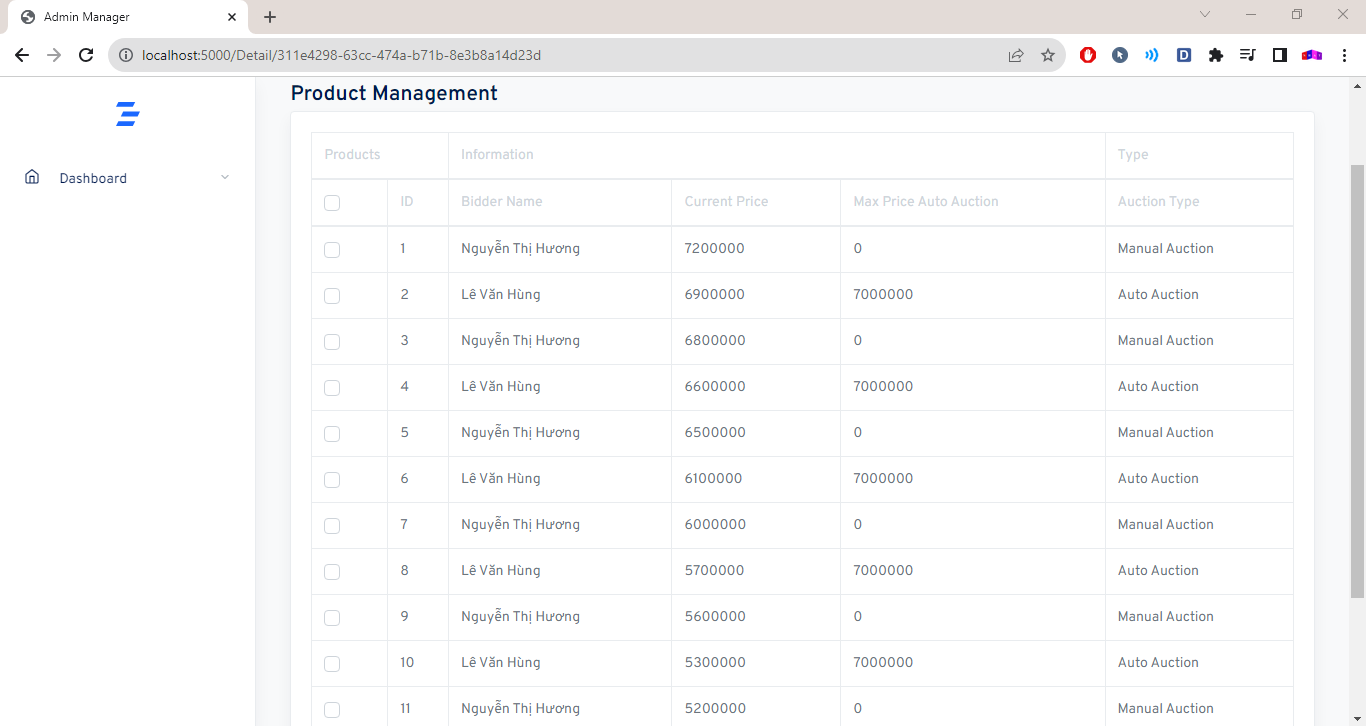 Admin Manager
localhost:5000/Detail/311e4298-63cc-474a-b71b-8e3b8a14d23d
Product Management
Dashboard
Products Information Type
ID Bidder Name Current Price Max Price Auto Auction Auction Type
1 Nguyễn Thị Hương 7200000 0 Manual Auction
2 Lê Văn Hùng 6900000 7000000 Auto Auction
3 Nguyễn Thị Hương 6800000 0 Manual Auction
4 Lê Văn Hùng 6600000 7000000 Auto Auction
5 Nguyễn Thị Hương 6500000 0 Manual Auction
6 Lê Văn Hùng 6100000 7000000 Auto Auction
7 Nguyễn Thị Hương 6000000 0 Manual Auction
8 Lê Văn Hùng 5700000 7000000 Auto Auction
9 Nguyễn Thị Hương 5600000 0 Manual Auction
10 Lê Văn Hùng 5300000 7000000 Auto Auction
11 Nguyễn Thị Hương 5200000 0 Manual Auction